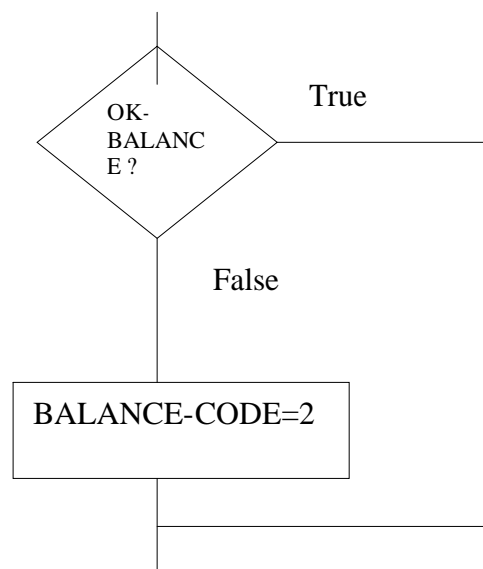 True
OK-
BALANC
E ?
False
BALANCE-CODE=2